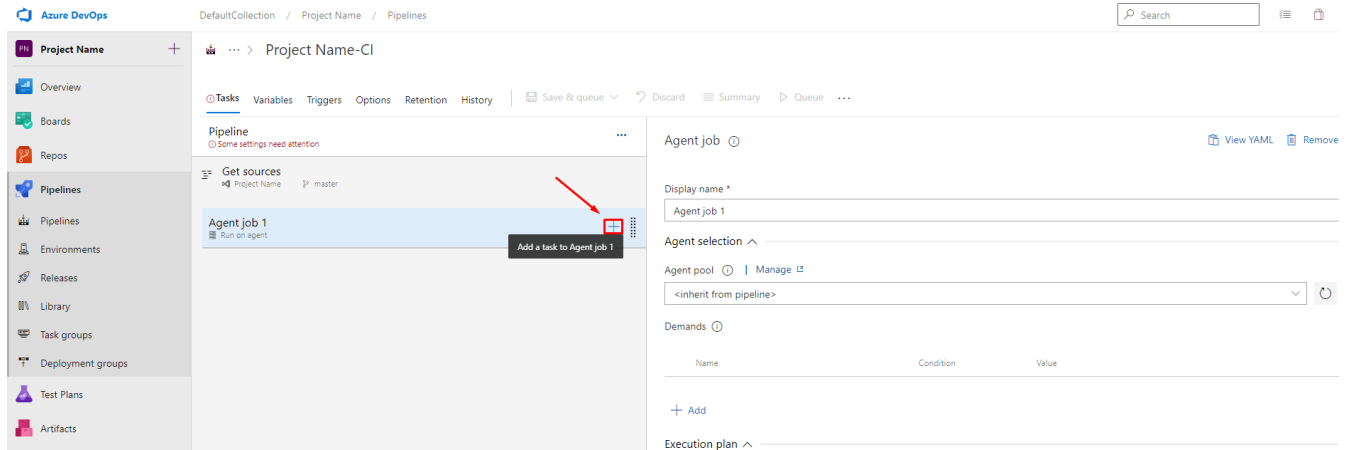 Azure DevOps
DefaultCollection / Project Name / Pipelines
Search
PN Project Name
Project Name-CI
Overview
Boards
Repos
Pipelines
Pipelines
Environments
Releases
Library
Task groups
Deployment groups
Test Plans
Artifacts
Tasks Variables Triggers Options Retention History Save & queue Discard Summary Queue
Pipeline
Some settings need attention
Get sources
Project Name master
Agent job 1
Run on agent
Add a task to Agent job 1
Agent job View YAML Remove
Display name *
Agent job 1
Agent selection
Agent pool | Manage
<inherit from pipeline>
Demands
Name Condition Value
Add
Execution plan